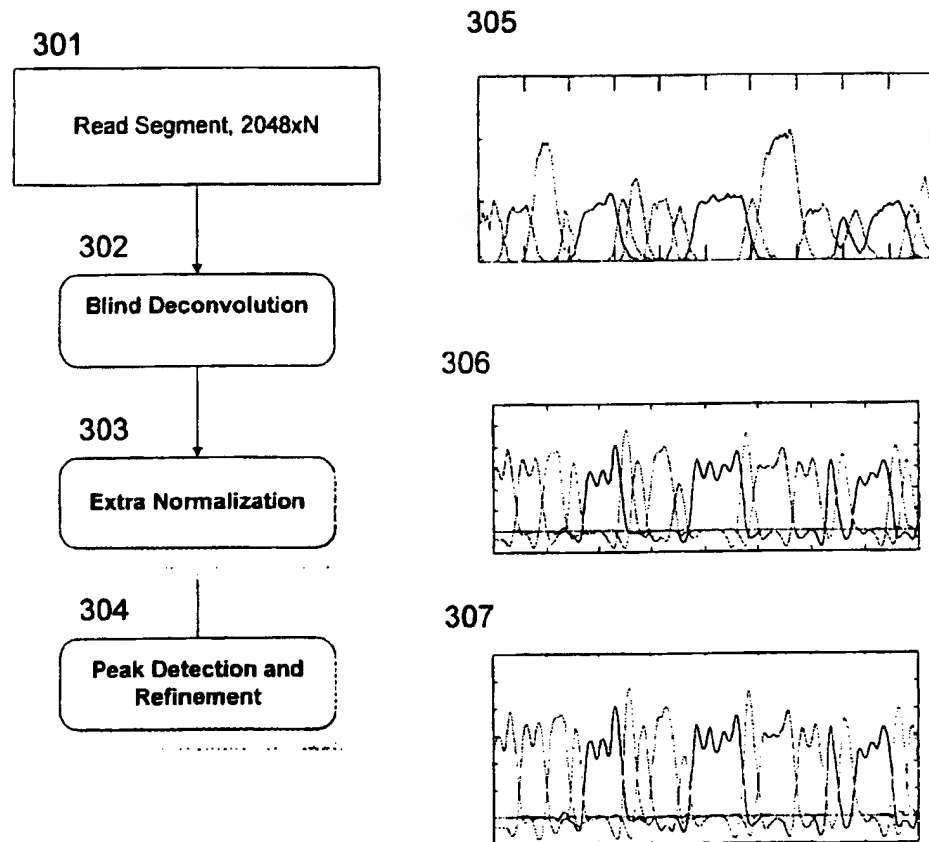 301
Read Segment, 2048xN
302
Blind Deconvolution
303
Extra Normalization
304
Peak Detection and
Refinement
305
306
307